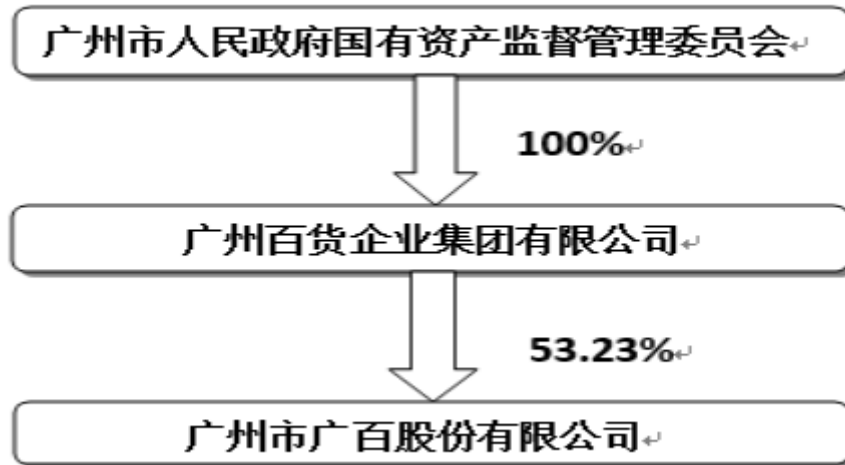 广州市人民政府国有资产监督管理委员会
100%
广州百货企业集团有限公司
53.23%
广州市广百股份有限公司